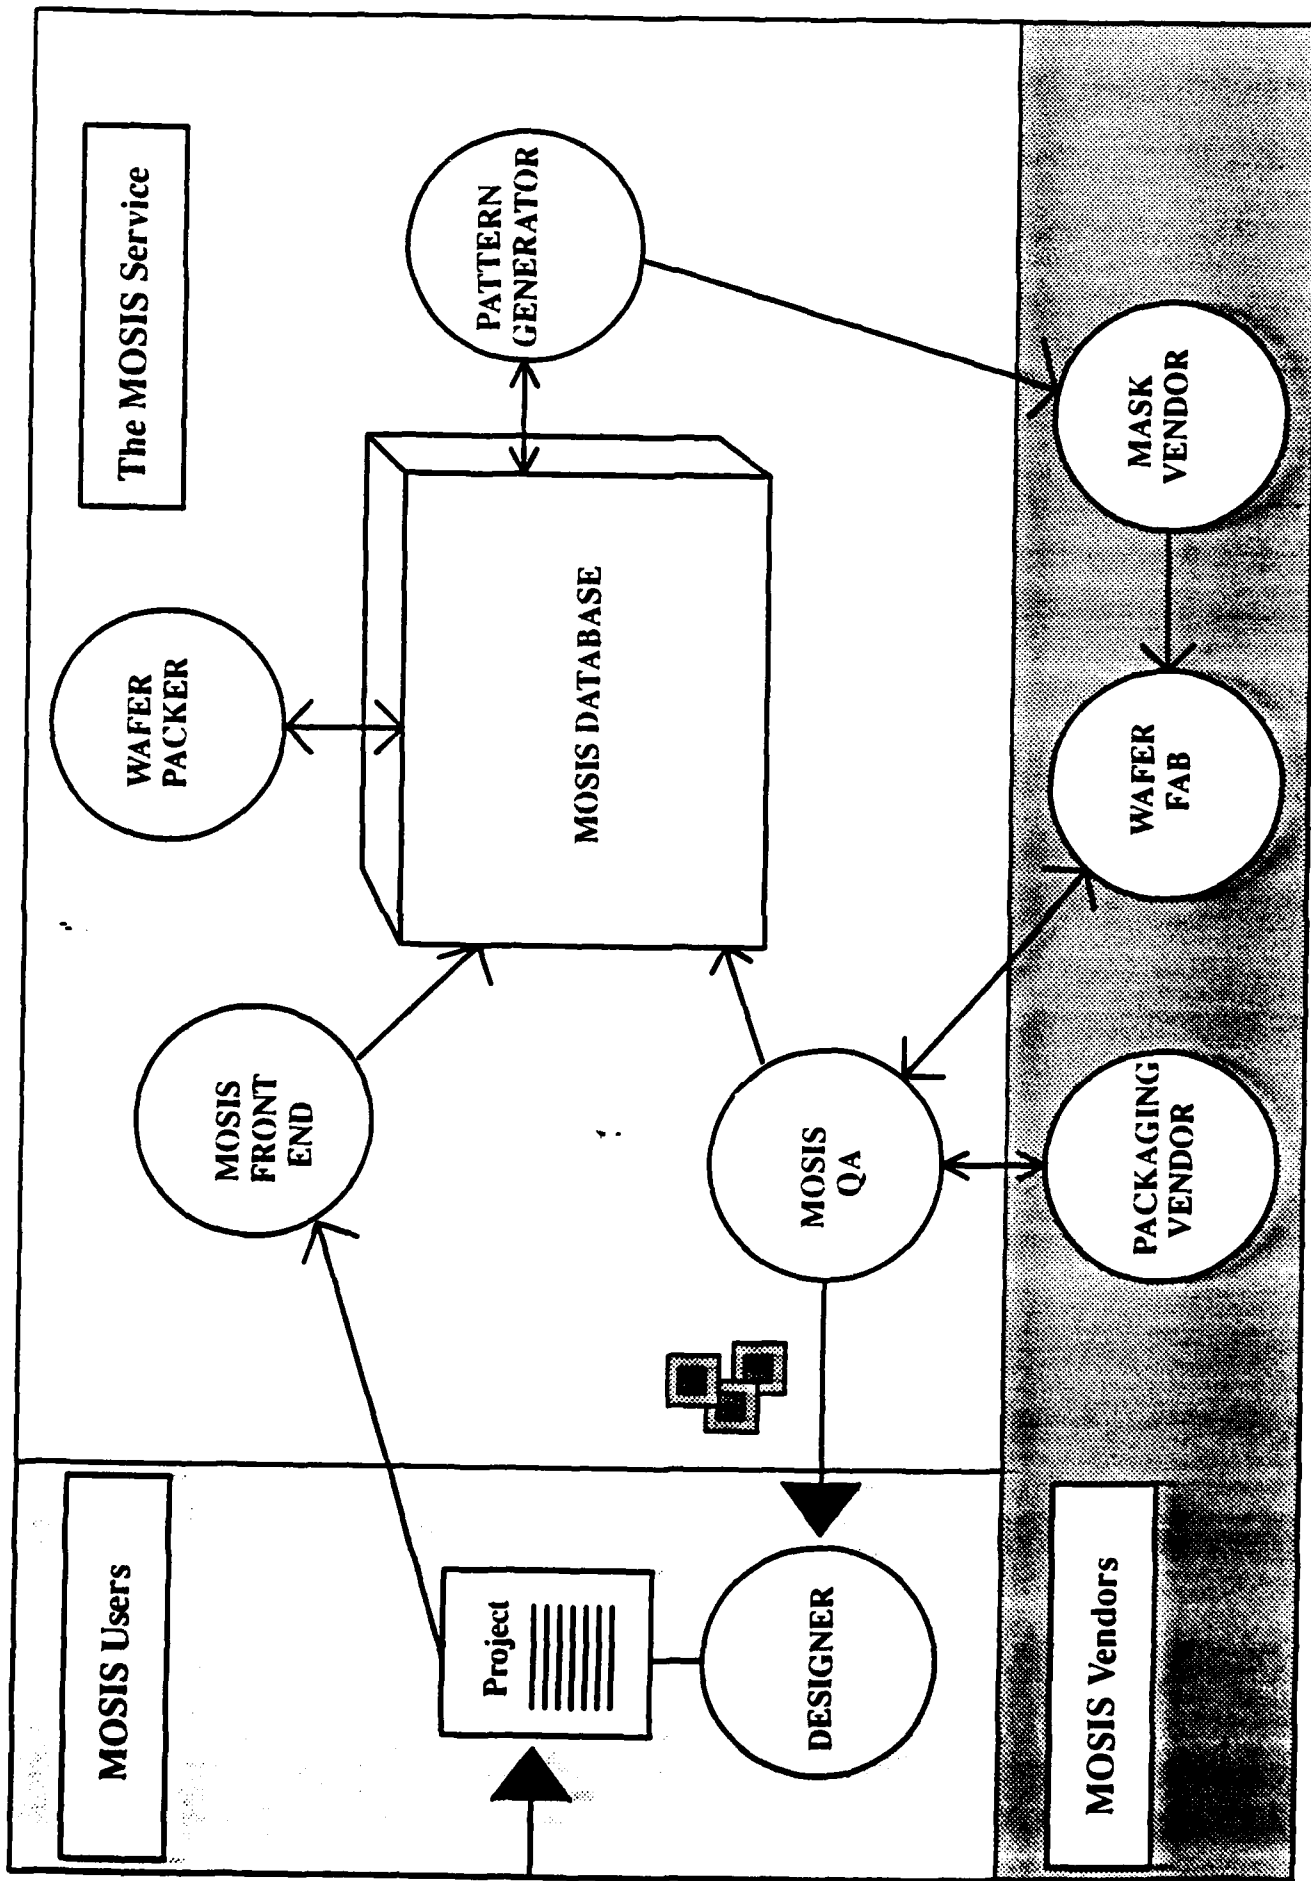 MOSIS Users
The MOSIS Service
WAFER
PACKER
MOSIS
FRONT
END
PATTERN
GENERATOR
Project
MOSIS DATABASE
DESIGNER
MOSIS
QA
MOSIS Vendors
PACKAGING
VENDOR
WAFER
FAB
MASK
VENDOR